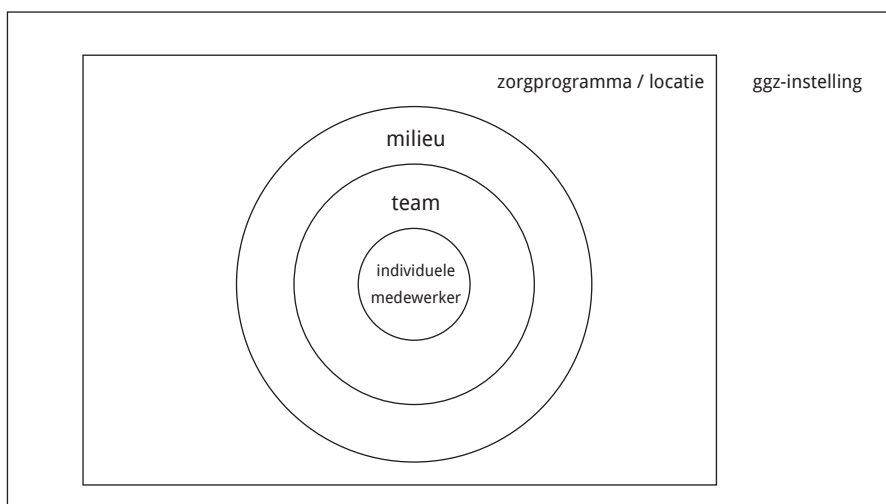 zorgprogramma / locatie
ggz-instelling
milieu
team
individuele
medewerker